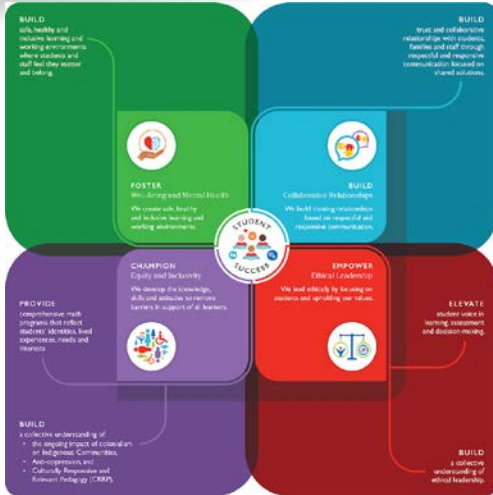 BUILD
safe, healthy and
inclusive learning and
working environments
where students and
staff feel they matter
and belong.
BUILD
trust and collaborative
relationships with students,
families and staff through
respectful and responsive
communication focused on
shared solutions.
FOSTER
Well-Being and Mental Health
We create safe, healthy
and inclusive learning and
working environments.
BUILD
Collaborative Relationships
We build trusting relationships
based on respectful and
responsive communication.
STUDENT
SUCCESS
CHAMPION
Equity and Inclusivity
We develop the knowledge,
skills and attitudes to remove
barriers in support of all learners.
EMPOWER
Ethical Leadership
We lead ethically by focusing on
students and upholding our values.
PROVIDE
comprehensive math
programs that reflect
students' identities, lived
experiences, needs and
interests
ELEVATE
student voice in
learning, assessment
and decision-making.
BUILD
a collective understanding of:
• the ongoing impact of colonialism
on Indigenous Communities,
• Anti-oppression, and
• Culturally Responsive and
Relevant Pedagogy (CRRP).
BUILD
a collective
understanding of
ethical leadership.